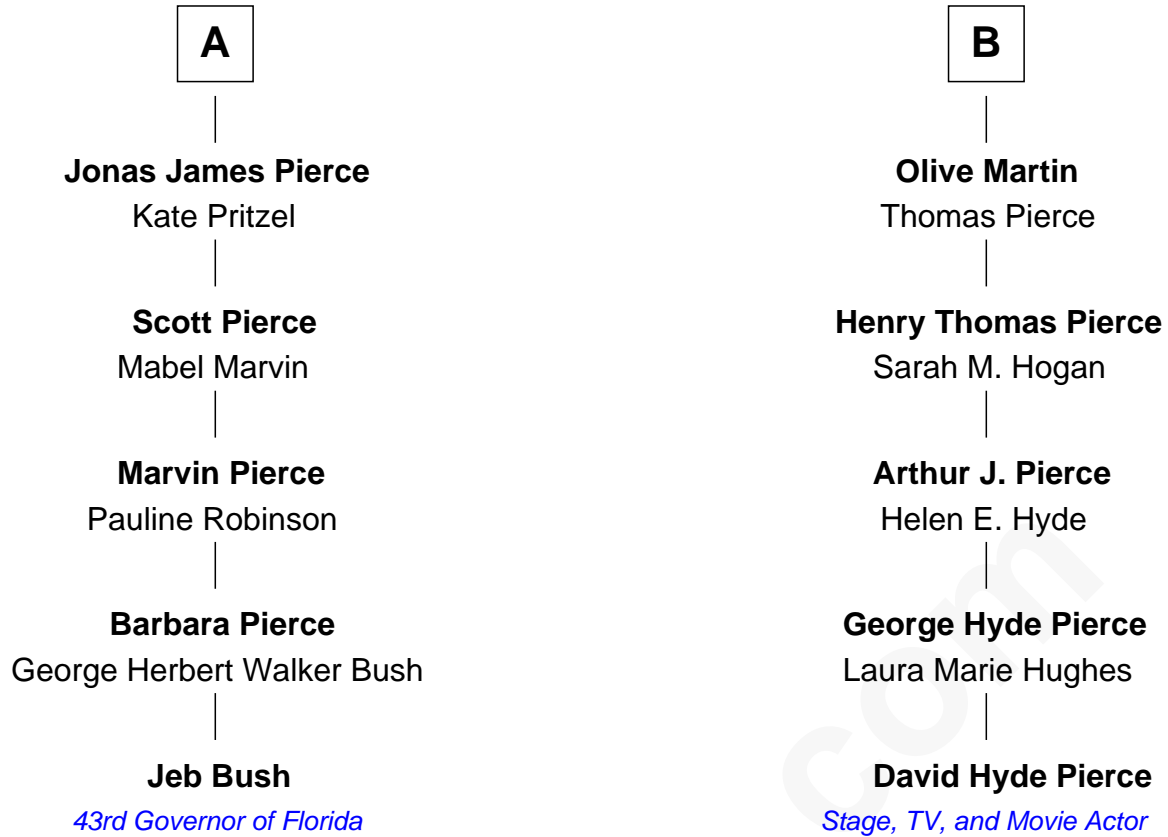 A
Jonas James Pierce
Kate Pritzel
Scott Pierce
Mabel Marvin
Marvin Pierce
Pauline Robinson
Barbara Pierce
George Herbert Walker Bush
Jeb Bush
43rd Governor of Florida
B
Olive Martin
Thomas Pierce
Henry Thomas Pierce
Sarah M. Hogan
Arthur J. Pierce
Helen E. Hyde
George Hyde Pierce
Laura Marie Hughes
David Hyde Pierce
Stage, TV, and Movie Actor
com